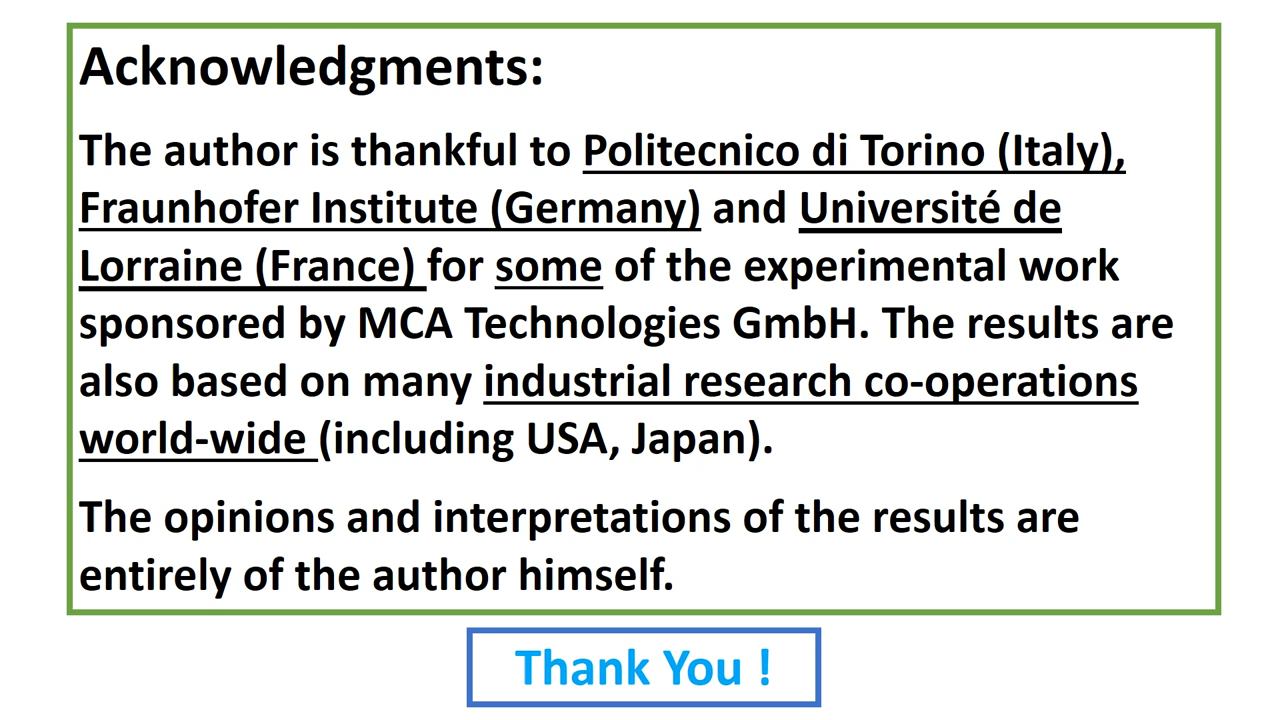 Acknowledgments:
The author is thankful to Politecnico di Torino (Italy),
Fraunhofer Institute (Germany) and Université de
Lorraine (France) for some of the experimental work
sponsored by MCA Technologies GmbH. The results are
also based on many industrial research co-operations
world-wide (including USA, Japan).
The opinions and interpretations of the results are
entirely of the author himself.
Thank You !